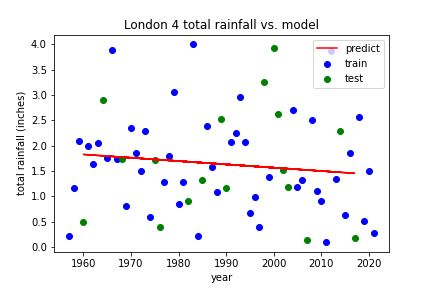 London 4 total rainfall vs. model
total rainfall (inches)
4.0
3.5
3.0
2.5
2.0
1.5
1.0
0.5
0.0
predict
train
test
1960
1970
1980
1990
2000
2010
2020
year